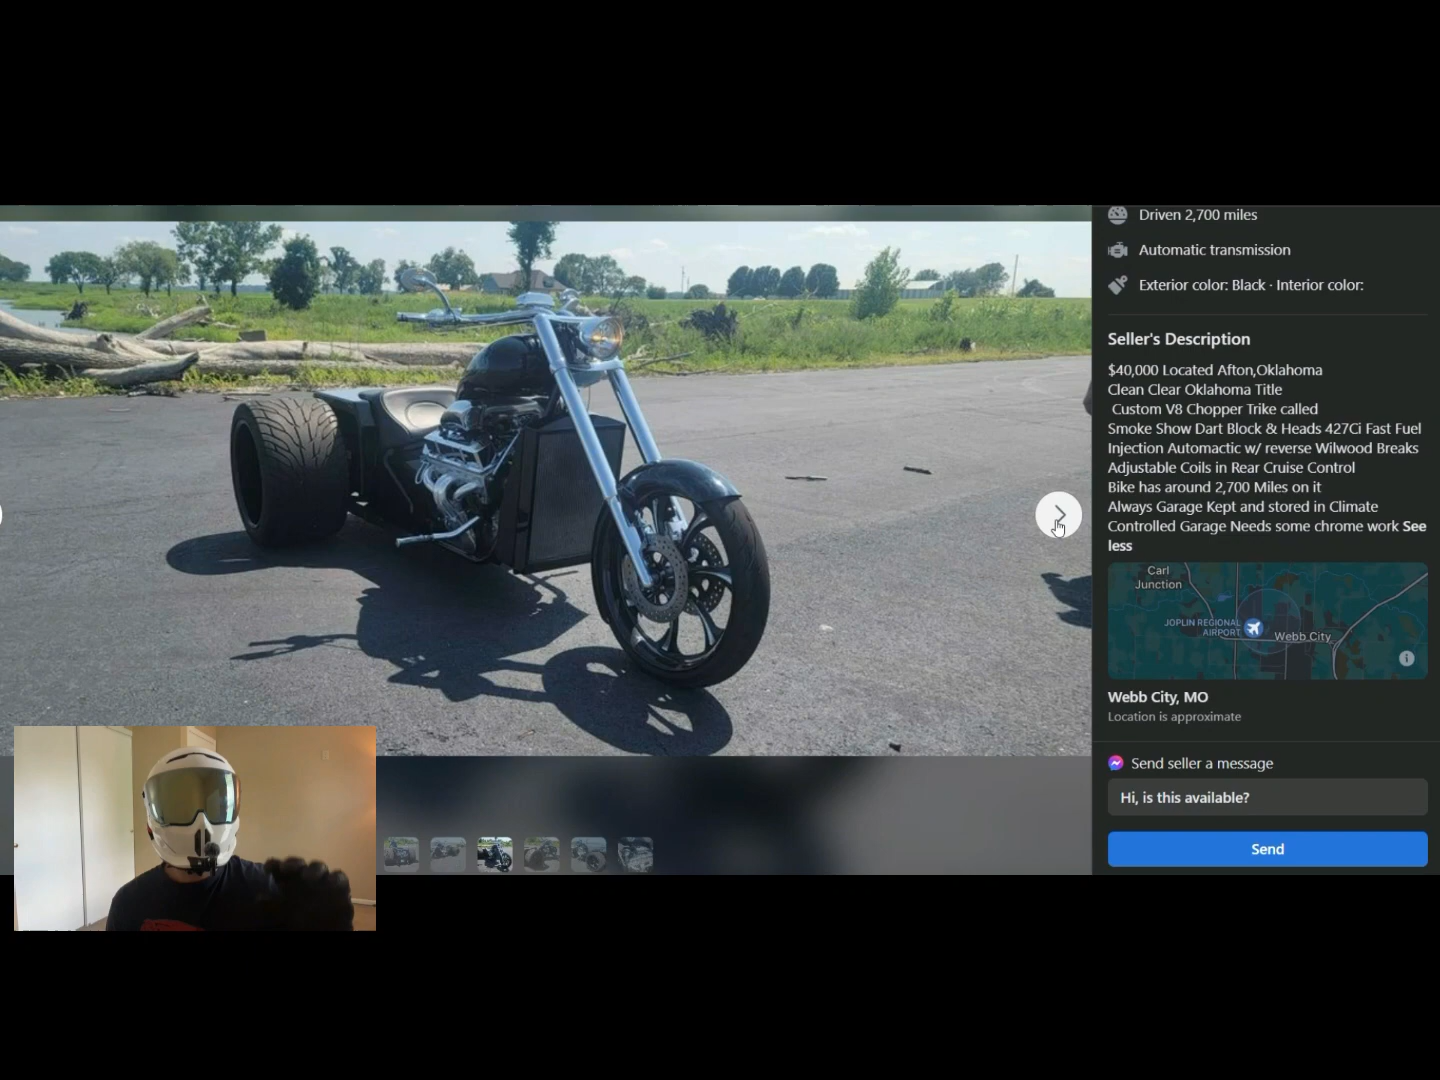 Driven 2,700 miles
Automatic transmission
Exterior color: Black · Interior color:
Seller's Description
$40,000 Located Afton,Oklahoma
Clean Clear Oklahoma Title
Custom V8 Chopper Trike called
Smoke Show Dart Block & Heads 427Ci Fast Fuel
Injection Automactic w/ reverse Wilwood Breaks
Adjustable Coils in Rear Cruise Control
Bike has around 2,700 Miles on it
Always Garage Kept and stored in Climate
Controlled Garage Needs some chrome work See
less
Carl
Junction
JOPLIN REGIONAL
AIRPORT
Webb City
Webb City, MO
Location is approximate
Send seller a message
Hi, is this available?
Send